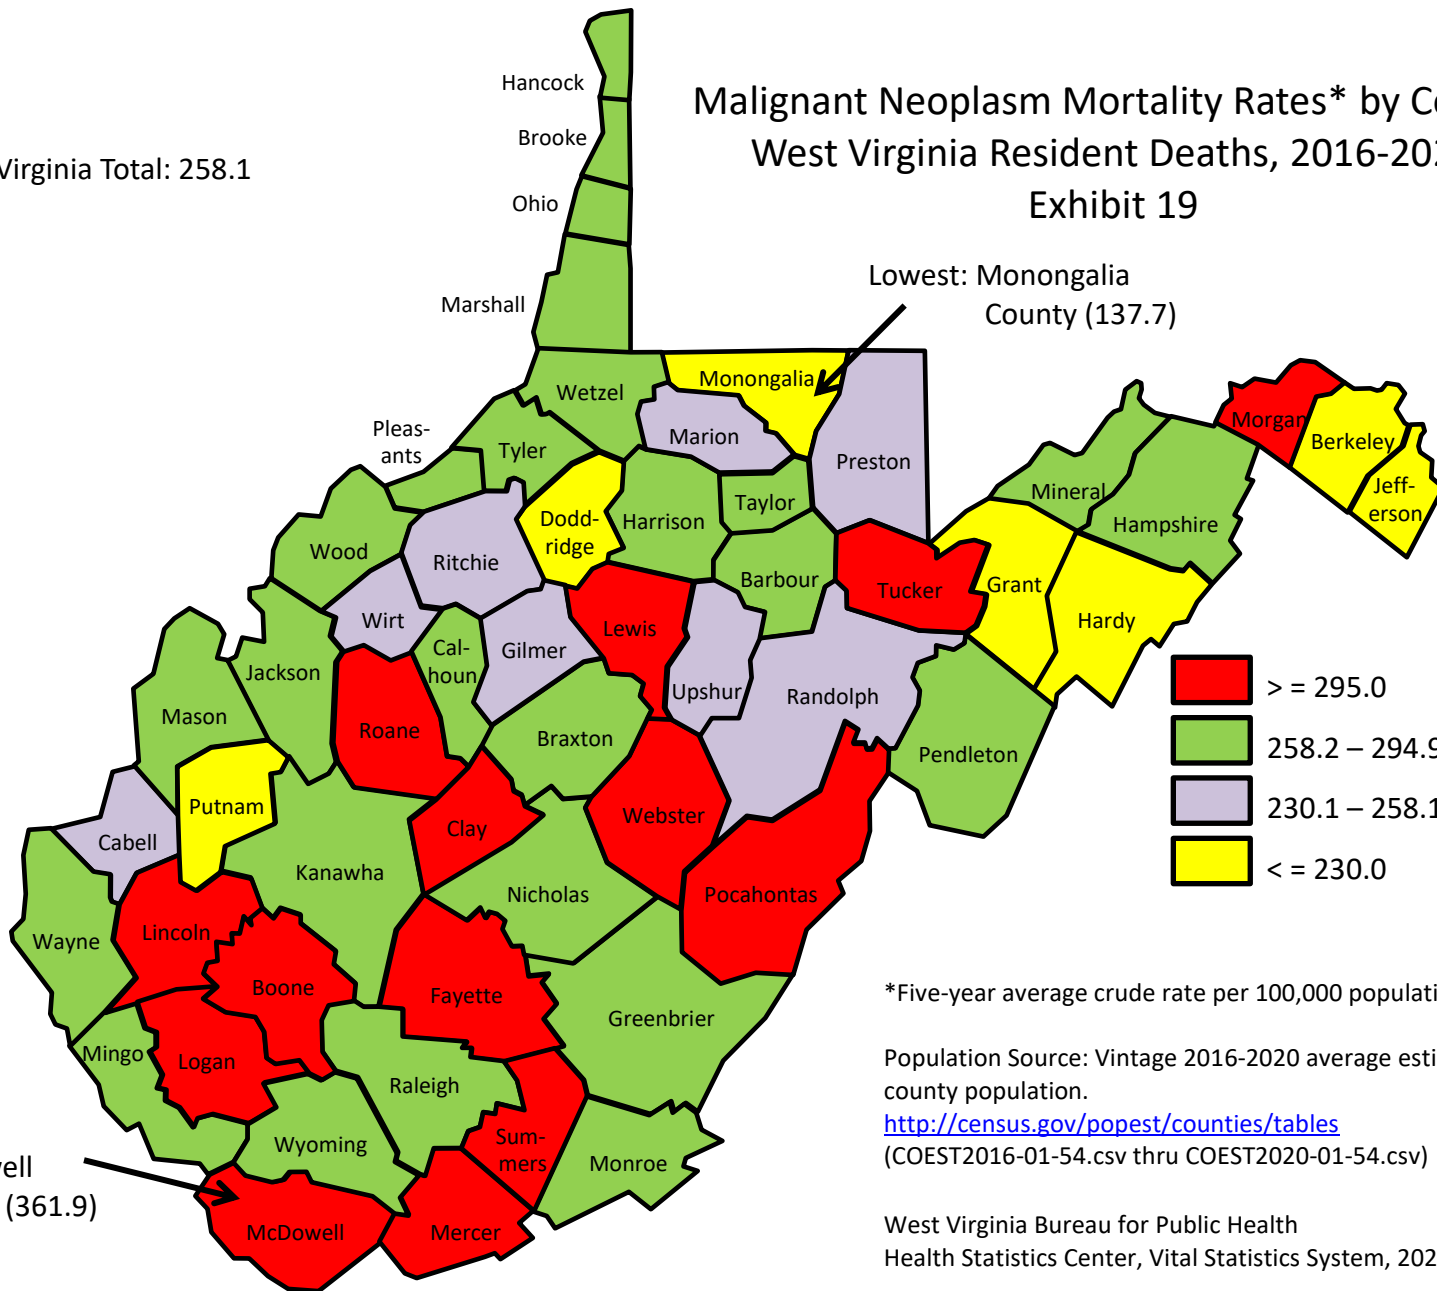 Malignant Neoplasm Mortality Rates* by
West Virginia Resident Deaths,
Exhibit 19
Virginia Total: 258.1
Lowest: Monongalia
County (137.7)
Hancock
Brooke
Ohio
Marshall
Wetzel
Monongalia
Marion
Preston
Pleas-
ants
Tyler
Dodd-
ridge
Harrison
Taylor
Morgan
Berkeley
Jeff-
erson
Mineral
Hampshire
Wood
Ritchie
Barbour
Tucker
Grant
Hardy
Wirt
Cal-
houn
Gilmer
Lewis
Upshur
Randolph
Jackson
Mason
Roane
Braxton
Pendleton
Putnam
Cabell
Clay
Webster
Kanawha
Nicholas
Pocahontas
Wayne
Lincoln
Boone
Fayette
Greenbrier
Mingo
Logan
Raleigh
Wyoming
Sum-
mers
Monroe
McDowell
Mercer
(361.9)
> = 295.0
258.2 – 294.9
230.1 – 258.1
< = 230.0
*Five-year average crude rate per 100,000
Population Source: Vintage 2016-2020 average
county population.
http://census.gov/popest/counties/tables
(COEST2016-01-54.csv thru COEST2020-01-54.csv)
West Virginia Bureau for Public Health
Health Statistics Center, Vital Statistics System,